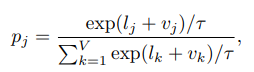 p_j = \frac{\exp(l_j + v_j)/\tau}{\sum_{k=1}^{V} \exp(l_k + v_k)/\tau},